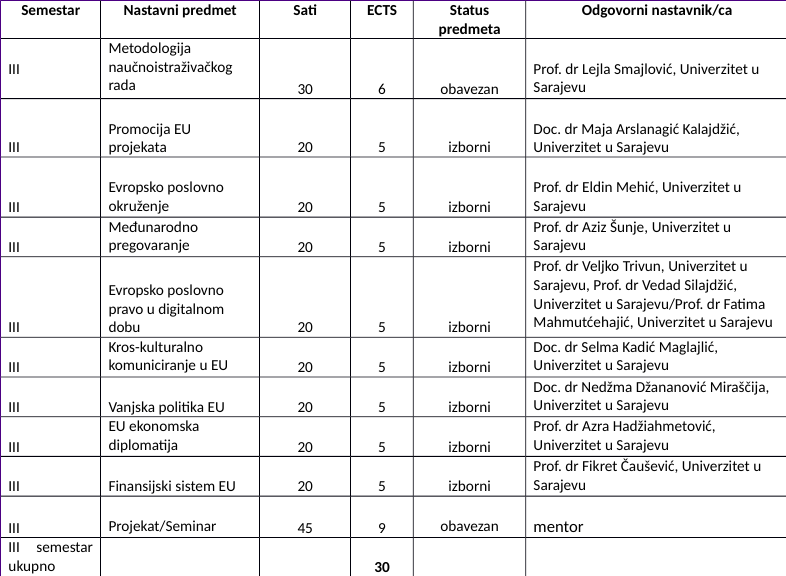 Semestar Nastavni predmet Sati ECTS Status predmeta Odgovorni nastavnik/ca
III Metodologija naučnoistraživačkog rada 30 6 obavezan Prof. dr Lejla Smajlović, Univerzitet u Sarajevu
III Promocija EU projekata 20 5 izborni Doc. dr Maja Arslanagić Kalajdžić, Univerzitet u Sarajevu
III Evropsko poslovno okruženje 20 5 izborni Prof. dr Eldin Mehić, Univerzitet u Sarajevu
III Međunarodno pregovaranje 20 5 izborni Prof. dr Aziz Šunje, Univerzitet u Sarajevu
III Evropsko poslovno pravo u digitalnom dobu 20 5 izborni Prof. dr Veljko Trivun, Univerzitet u Sarajevu, Prof. dr Vedad Silajdžić, Univerzitet u Sarajevu/Prof. dr Fatima Mahmutćehajić, Univerzitet u Sarajevu
III Kros-kulturalno komuniciranje u EU 20 5 izborni Doc. dr Selma Kadić Maglajlić, Univerzitet u Sarajevu
III Vanjska politika EU 20 5 izborni Doc. dr Nedžma Džananović Miraščija, Univerzitet u Sarajevu
III EU ekonomska diplomatija 20 5 izborni Prof. dr Azra Hadžiahmetović, Univerzitet u Sarajevu
III Finansijski sistem EU 20 5 izborni Prof. dr Fikret Čaušević, Univerzitet u Sarajevu
III Projekat/Seminar 45 9 obavezan mentor
III semestar ukupno 30